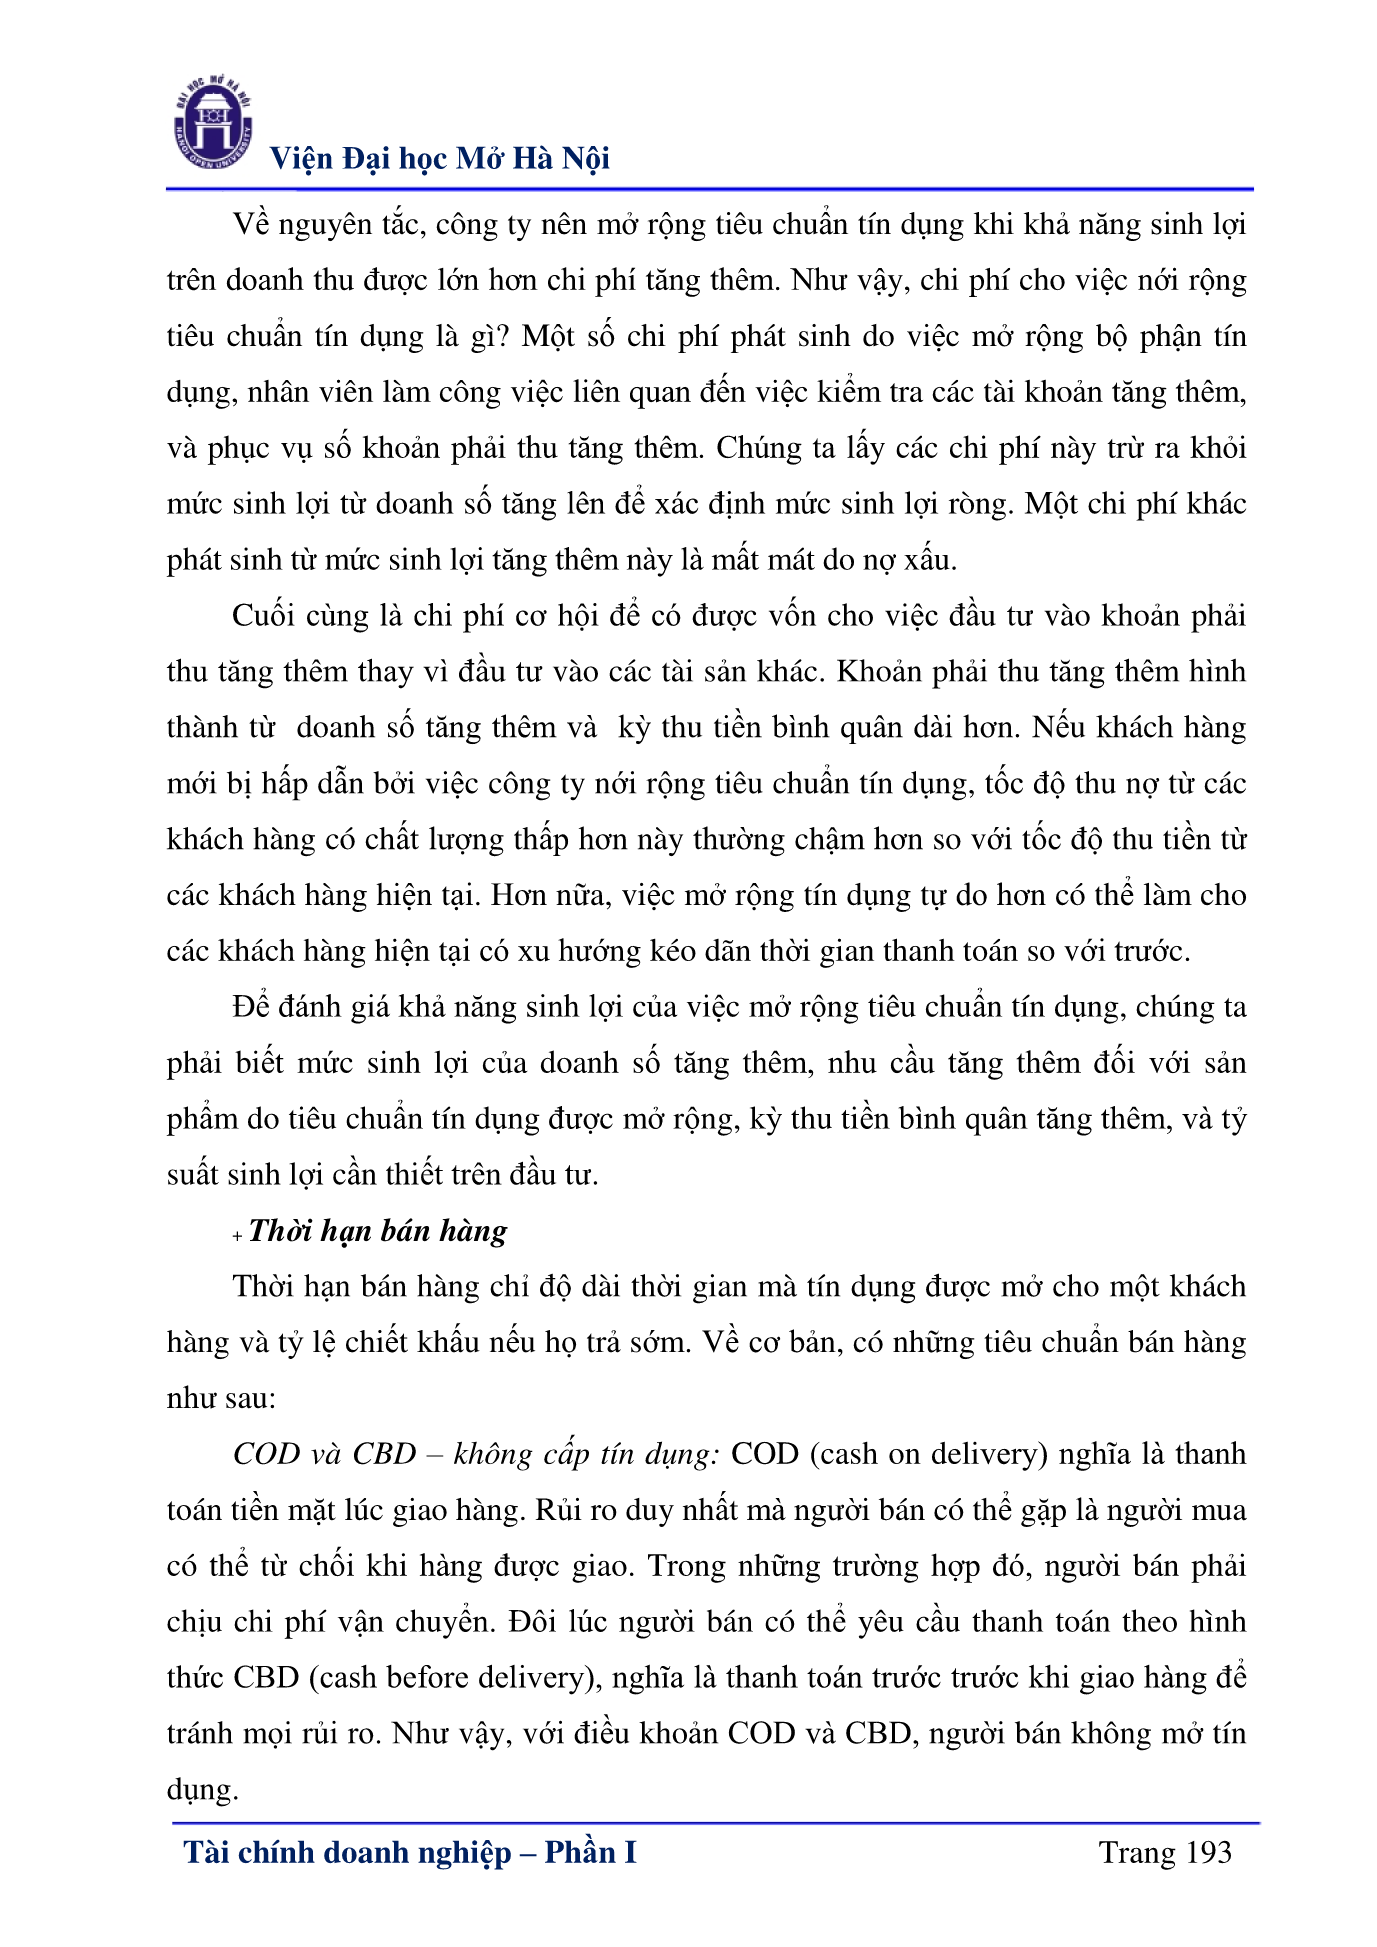 ĐẠI HỌC MỞ HÀ NỘI
HANOI OPEN UNIVERSITY
Viện Đại học Mở Hà Nội
Về nguyên tắc, công ty nên mở rộng tiêu chuẩn tín dụng khi khả năng sinh lợi
trên doanh thu được lớn hơn chi phí tăng thêm. Như vậy, chi phí cho việc nới rộng
tiêu chuẩn tín dụng là gì? Một số chi phí phát sinh do việc mở rộng bộ phận tín
dụng, nhân viên làm công việc liên quan đến việc kiểm tra các tài khoản tăng thêm,
và phục vụ số khoản phải thu tăng thêm. Chúng ta lấy các chi phí này trừ ra khỏi
mức sinh lợi từ doanh số tăng lên để xác định mức sinh lợi ròng. Một chi phí khác
phát sinh từ mức sinh lợi tăng thêm này là mất mát do nợ xấu.
Cuối cùng là chi phí cơ hội để có được vốn cho việc đầu tư vào khoản phải
thu tăng thêm thay vì đầu tư vào các tài sản khác. Khoản phải thu tăng thêm hình
thành từ doanh số tăng thêm và kỳ thu tiền bình quân dài hơn. Nếu khách hàng
mới bị hấp dẫn bởi việc công ty nới rộng tiêu chuẩn tín dụng, tốc độ thu nợ từ các
khách hàng có chất lượng thấp hơn này thường chậm hơn so với tốc độ thu tiền từ
các khách hàng hiện tại. Hơn nữa, việc mở rộng tín dụng tự do hơn có thể làm cho
các khách hàng hiện tại có xu hướng kéo dãn thời gian thanh toán so với trước.
Để đánh giá khả năng sinh lợi của việc mở rộng tiêu chuẩn tín dụng, chúng ta
phải biết mức sinh lợi của doanh số tăng thêm, nhu cầu tăng thêm đối với sản
phẩm do tiêu chuẩn tín dụng được mở rộng, kỳ thu tiền bình quân tăng thêm, và tỷ
suất sinh lợi cần thiết trên đầu tư.
+ Thời hạn bán hàng
Thời hạn bán hàng chỉ độ dài thời gian mà tín dụng được mở cho một khách
hàng và tỷ lệ chiết khấu nếu họ trả sớm. Về cơ bản, có những tiêu chuẩn bán hàng
như sau:
COD và CBD – không cấp tín dụng: COD (cash on delivery) nghĩa là thanh
toán tiền mặt lúc giao hàng. Rủi ro duy nhất mà người bán có thể gặp là người mua
có thể từ chối khi hàng được giao. Trong những trường hợp đó, người bán phải
chịu chi phí vận chuyển. Đôi lúc người bán có thể yêu cầu thanh toán theo hình
thức CBD (cash before delivery), nghĩa là thanh toán trước trước khi giao hàng để
tránh mọi rủi ro. Như vậy, với điều khoản COD và CBD, người bán không mở tín
dụng.
Tài chính doanh nghiệp – Phần I Trang 193